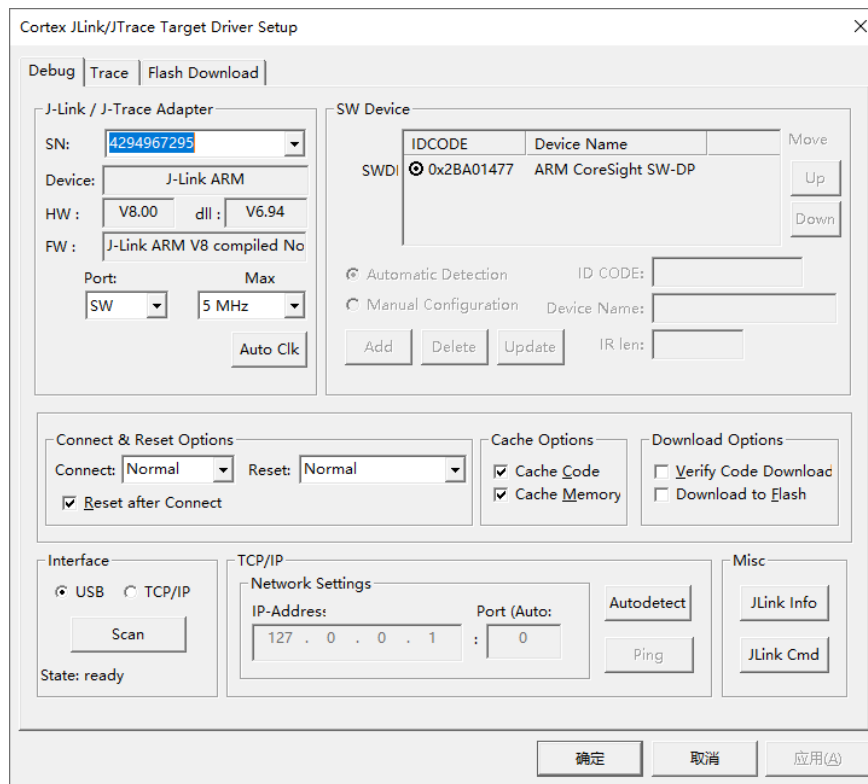 Cortex JLink/JTrace Target Driver Setup
Debug Trace Flash Download
J-Link / J-Trace Adapter
SN: 4294967295
Device: J-Link ARM
HW : V8.00 dll : V6.94
FW : J-Link ARM V8 compiled No
Port: Max
SW 5 MHz
Auto Clk
SW Device
IDCODE Device Name Move
SWDI 0x2BA01477 ARM CoreSight SW-DP
Up
Down
Automatic Detection ID CODE:
Manual Configuration Device Name:
Add Delete Update IR len:
Connect & Reset Options
Connect: Normal Reset: Normal
Reset after Connect
Cache Options
Cache Code
Cache Memory
Download Options
Verify Code Download
Download to Flash
Interface
USB TCP/IP
Scan
State: ready
TCP/IP
Network Settings
IP-Address Port (Auto:
127 . 0 . 0 . 1 : 0
Autodetect
Ping
Misc
JLink Info
JLink Cmd
确定 取消 应用(A)